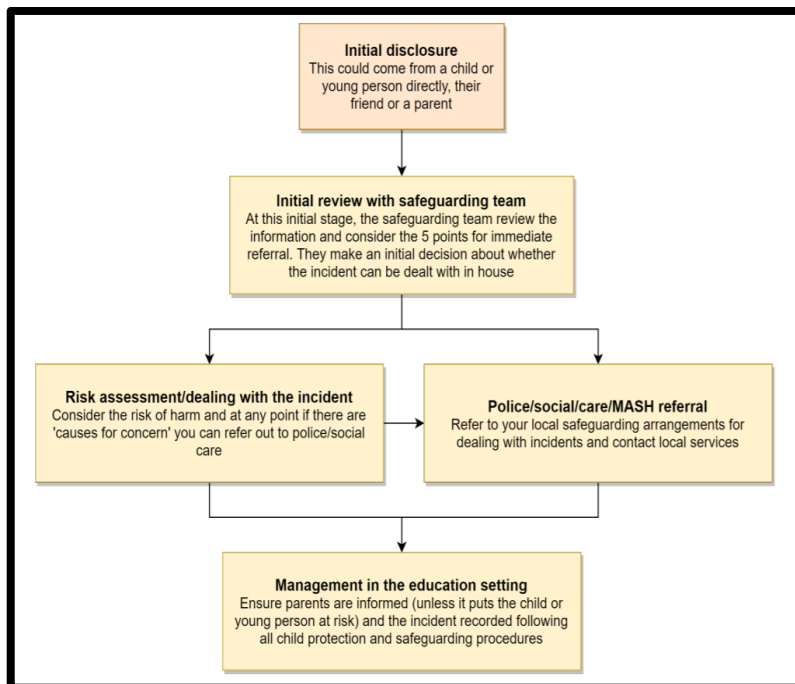 Initial disclosure
This could come from a child or
young person directly, their
friend or a parent
Initial review with safeguarding team
At this initial stage, the safeguarding team review the
information and consider the 5 points for immediate
referral. They make an initial decision about whether
the incident can be dealt with in house
Risk assessment/dealing with the incident
Consider the risk of harm and at any point if there are
'causes for concern' you can refer out to police/social
care
Police/social/care/MASH referral
Refer to your local safeguarding arrangements for
dealing with incidents and contact local services
Management in the education setting
Ensure parents are informed (unless it puts the child or
young person at risk) and the incident recorded following
all child protection and safeguarding procedures